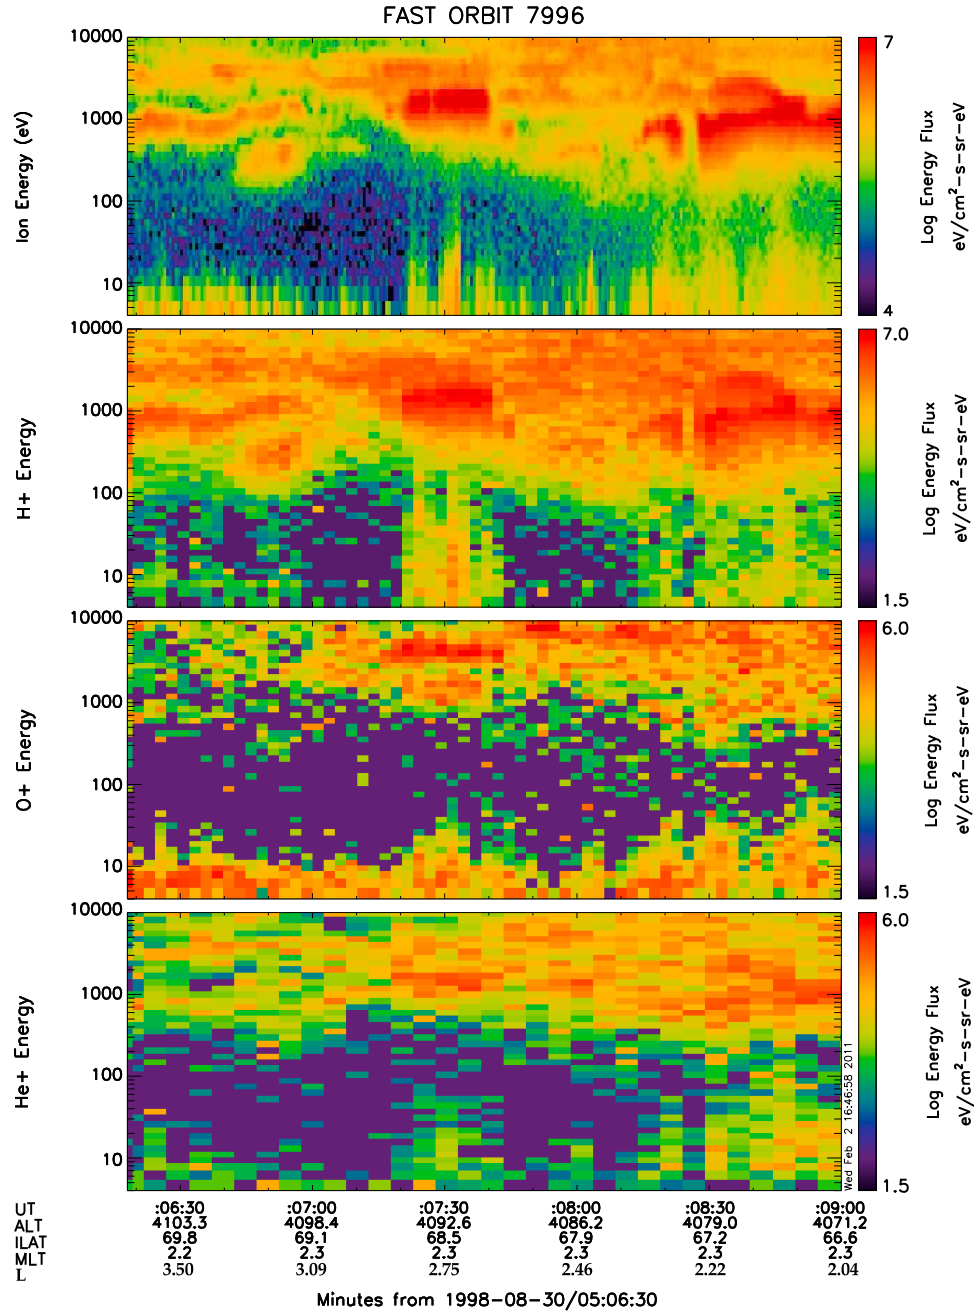 FAST ORBIT 7996
10000
1000
100
10
Ion Energy (eV)
7
4
Log Energy Flux
eV/cm²-s-sr-eV
10000
1000
100
10
H+ Energy
7.0
1.5
Log Energy Flux
eV/cm²-s-sr-eV
10000
1000
100
10
O+ Energy
6.0
1.5
Log Energy Flux
eV/cm²-s-sr-eV
10000
1000
100
10
He+ Energy
6.0
1.5
Log Energy Flux
eV/cm²-s-sr-eV
Wed Feb 2 16:46:58 2011
UT :06:30 :07:00 :07:30 :08:00 :08:30 :09:00
ALT 4103.3 4098.4 4092.6 4086.2 4079.0 4071.2
ILAT 69.8 69.1 68.5 67.9 67.2 66.6
MLT 2.2 2.3 2.3 2.3 2.3 2.3
L 3.50 3.09 2.75 2.46 2.22 2.04
Minutes from 1998-08-30/05:06:30